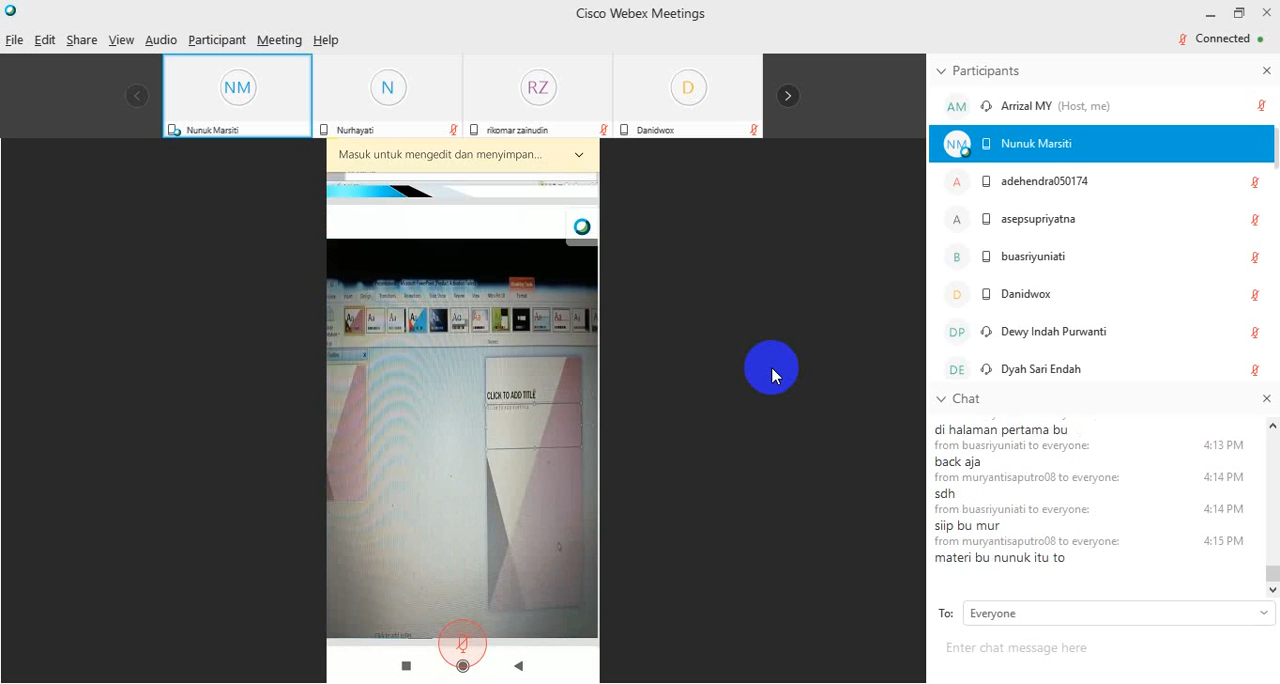 Cisco Webex Meetings
File Edit Share View Audio Participant Meeting Help
Connected
NM
Nunuk Marsiti
N
Nurhayati
RZ
rikomar zainudin
D
Danidwox
Masuk untuk mengedit dan menyimpan...
CLICK TO ADD TITLE
Participants
AM Arrizal MY (Host, me)
NM Nunuk Marsiti
A adehendra050174
A asepsupriyatna
B buasriyuniati
D Danidwox
DP Dewy Indah Purwanti
DE Dyah Sari Endah
Chat
di halaman pertama bu
from buasriyuniati to everyone: 4:13 PM
back aja
from muryantisaputro08 to everyone: 4:14 PM
sdh
from buasriyuniati to everyone: 4:14 PM
siip bu mur
from muryantisaputro08 to everyone: 4:15 PM
materi bu nunuk itu to
To: Everyone
Enter chat message here